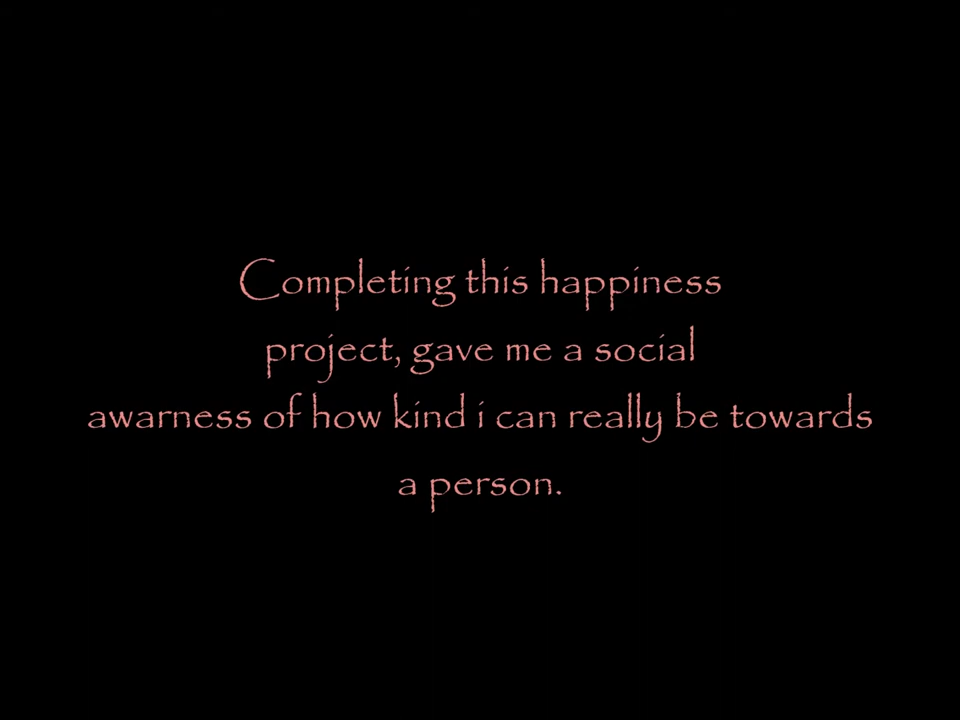 Completing this happiness
project, gave me a social
awarness of how kind i can really be towards
a person.